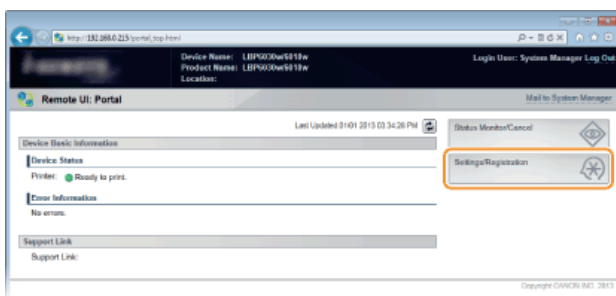 http://192.168.0.215/portal_top.html
Device Name: LBP6030w/6018w
Product Name: LBP6030w/6018w
Location:
Login User: System Manager Log Out
Remote UI: Portal
Mail to System Manager
Last Updated 01/01 2013 03:34:28 PM
Device Basic Information
Device Status
Printer: Ready to print.
Error Information
No errors.
Support Link
Support Link:
Status Monitor/Cancel
Settings/Registration
Copyright CANON INC. 2013